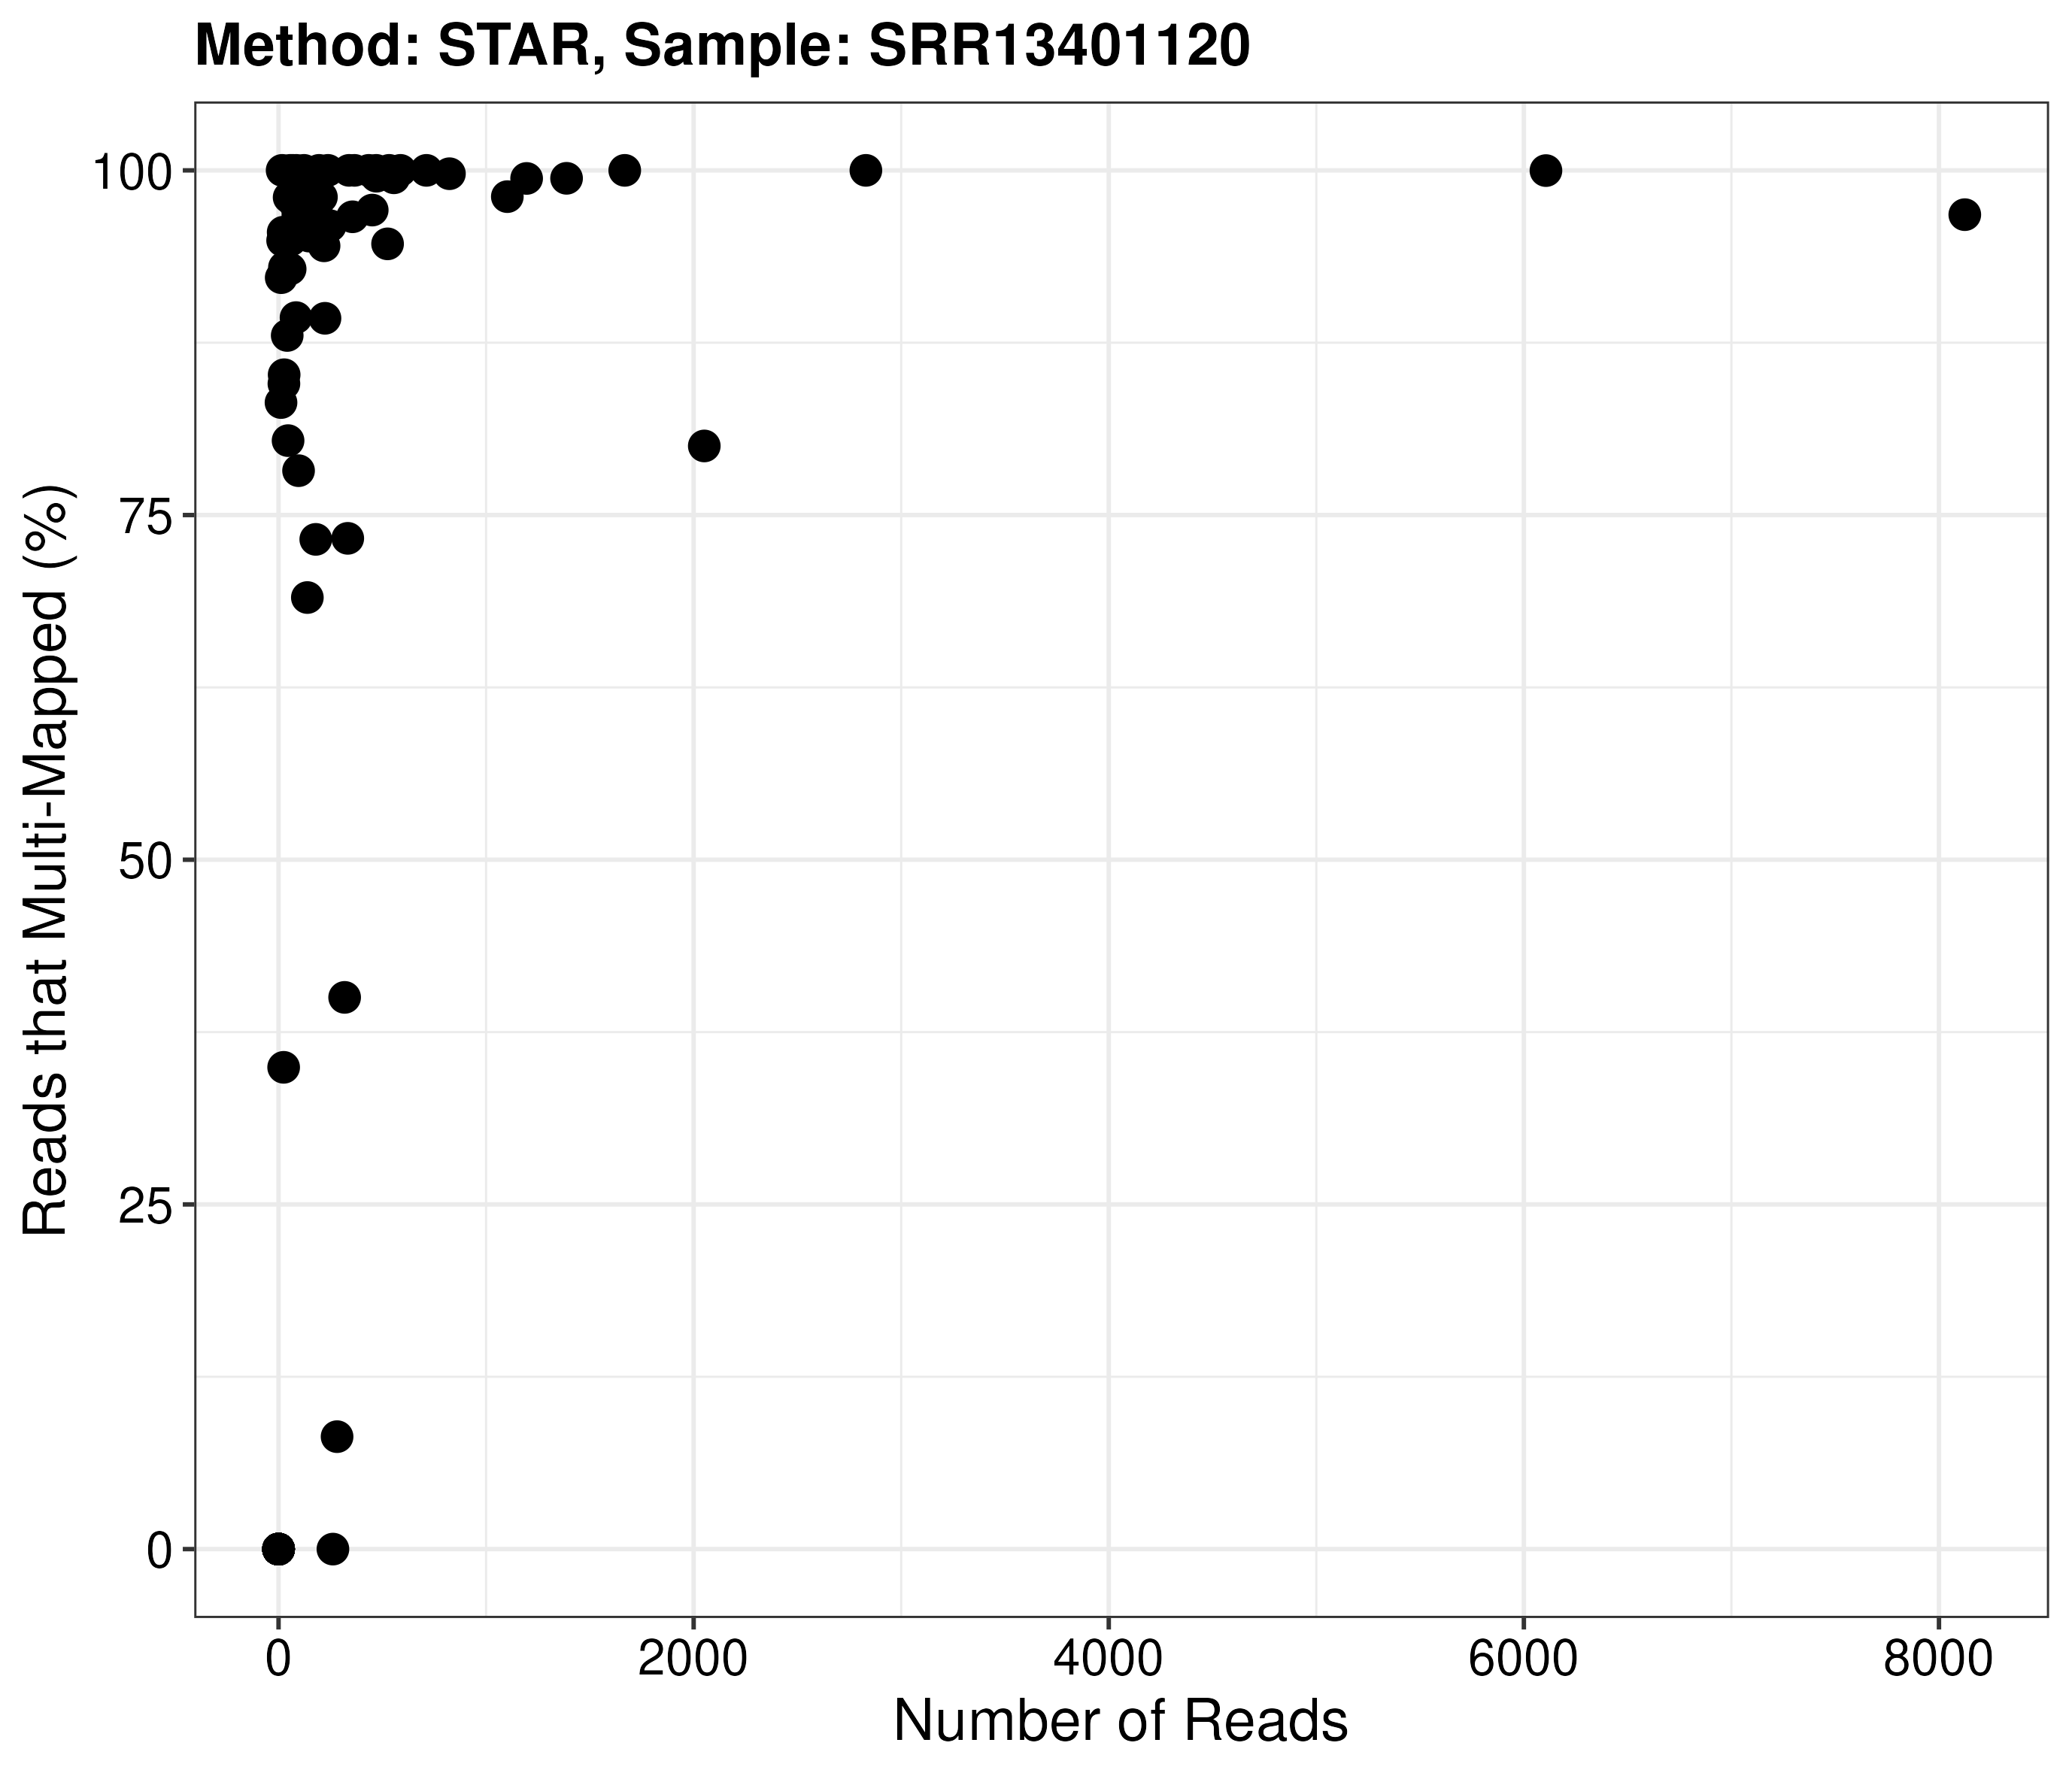 Method: STAR, Sample: SRR13401120
Reads that Multi-Mapped (%)
100
75
50
25
0
0 2000 4000 6000 8000
Number of Reads